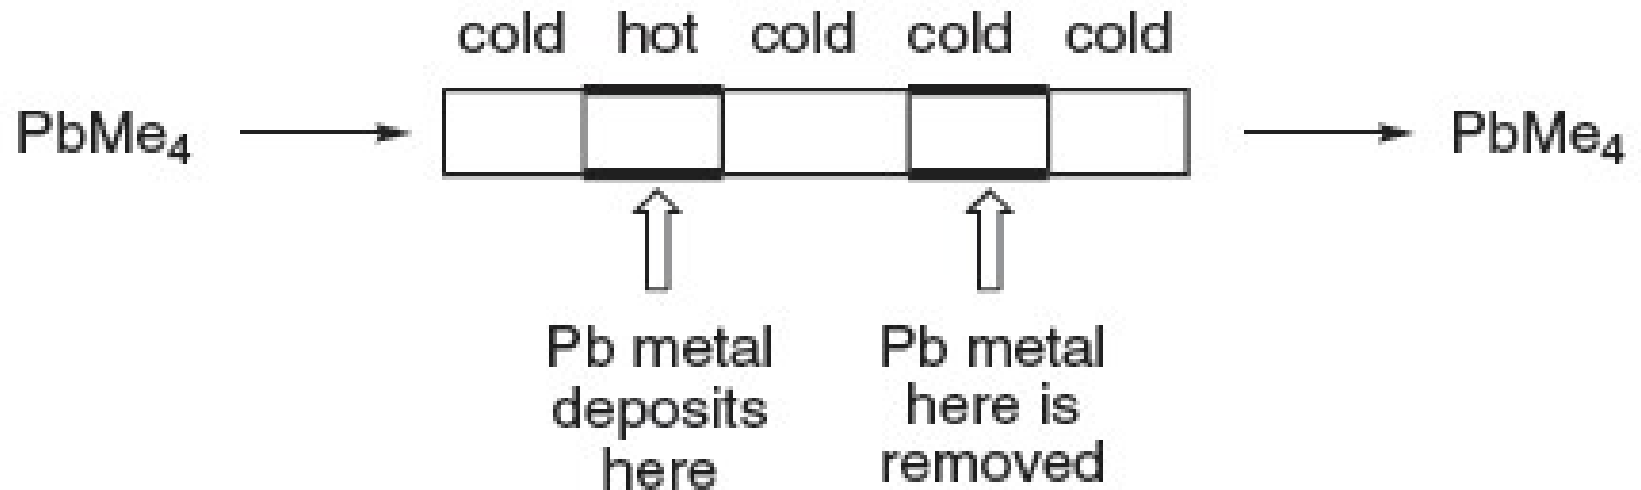 cold hot cold cold cold
PbMe₄
PbMe₄
Pb metal
deposits
here
Pb metal
here is
removed